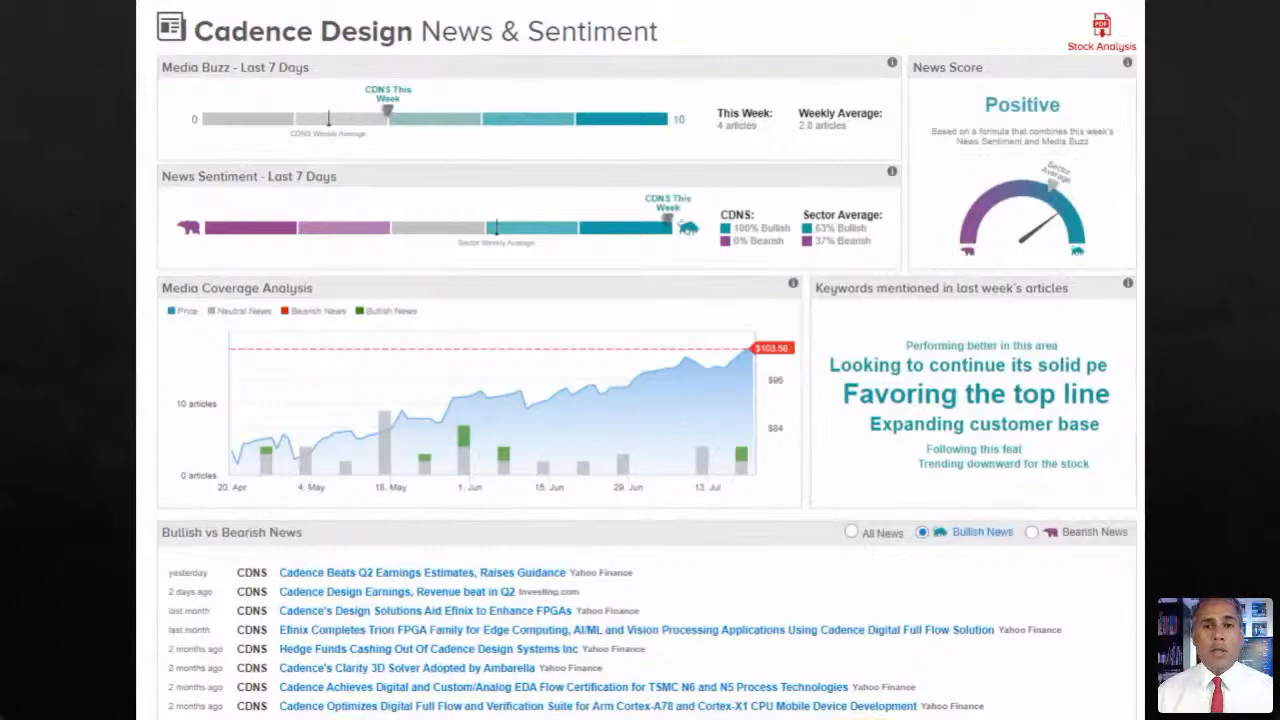 Cadence Design News & Sentiment
PDF
Stock Analysis
Media Buzz - Last 7 Days
CDNS This
Week
0
10
CDNS Weekly Average
This Week:
4 articles
Weekly Average:
2.8 articles
News Score
Positive
Based on a formula that combines this week's
News Sentiment and Media Buzz
Sector
Average
News Sentiment - Last 7 Days
CDNS This
Week
Sector Weekly Average
CDNS:
100% Bullish
0% Bearish
Sector Average:
63% Bullish
37% Bearish
Media Coverage Analysis
Price Neutral News Bearish News Bullish News
$103.58
$96
$84
10 articles
0 articles
20. Apr 4. May 18. May 1. Jun 15. Jun 29. Jun 13. Jul
Keywords mentioned in last week's articles
Performing better in this area
Looking to continue its solid pe
Favoring the top line
Expanding customer base
Following this feat
Trending downward for the stock
Bullish vs Bearish News
All News Bullish News Bearish News
yesterday CDNS Cadence Beats Q2 Earnings Estimates, Raises Guidance Yahoo Finance
2 days ago CDNS Cadence Design Earnings, Revenue beat in Q2 Investing.com
last month CDNS Cadence's Design Solutions Aid Efinix to Enhance FPGAs Yahoo Finance
last month CDNS Efinix Completes Trion FPGA Family for Edge Computing, AI/ML and Vision Processing Applications Using Cadence Digital Full Flow Solution Yahoo Finance
2 months ago CDNS Hedge Funds Cashing Out Of Cadence Design Systems Inc Yahoo Finance
2 months ago CDNS Cadence's Clarity 3D Solver Adopted by Ambarella Yahoo Finance
2 months ago CDNS Cadence Achieves Digital and Custom/Analog EDA Flow Certification for TSMC N6 and N5 Process Technologies Yahoo Finance
2 months ago CDNS Cadence Optimizes Digital Full Flow and Verification Suite for Arm Cortex-A78 and Cortex-X1 CPU Mobile Device Development Yahoo Finance